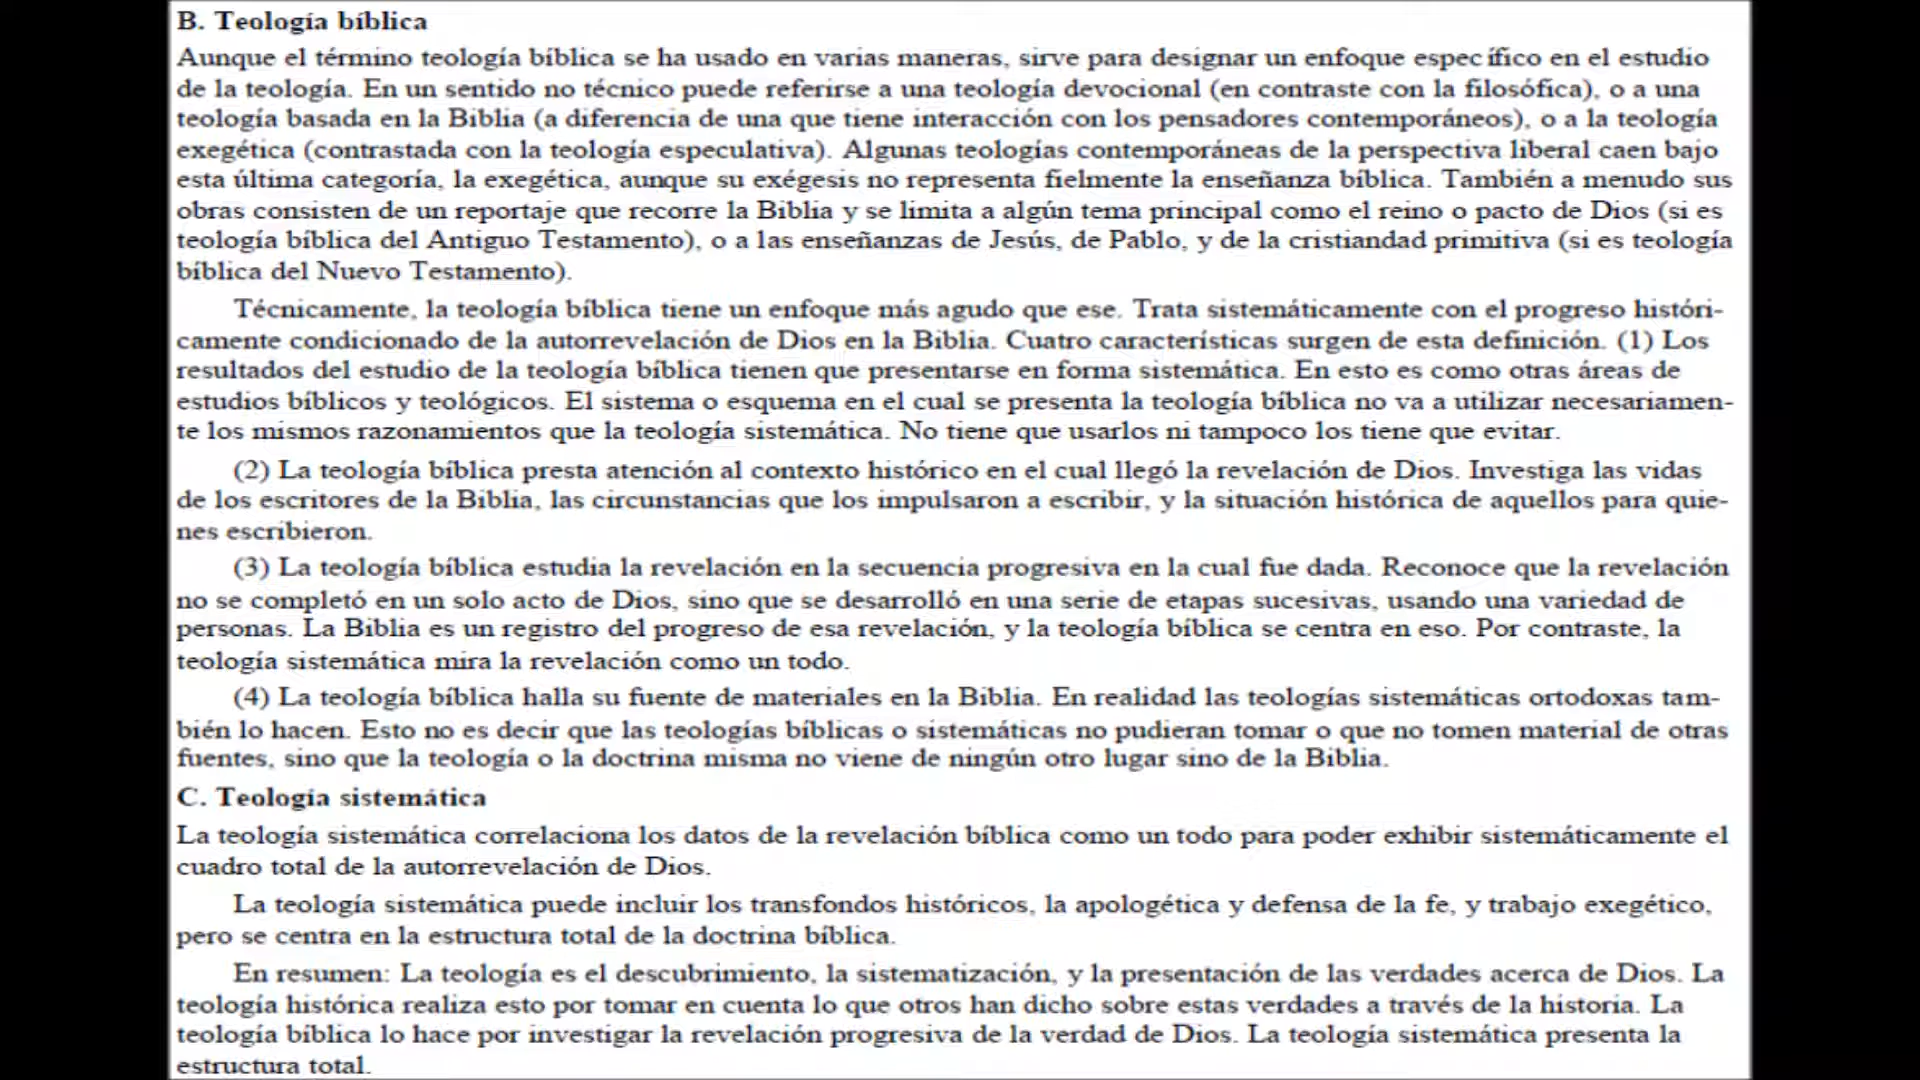 B. Teología bíblica
Aunque el término teología bíblica se ha usado en varias maneras, sirve para designar un enfoque específico en el estudio
de la teología. En un sentido no técnico puede referirse a una teología devocional (en contraste con la filosófica), o a una
teología basada en la Biblia (a diferencia de una que tiene interacción con los pensadores contemporáneos), o a la teología
exegética (contrastada con la teología especulativa). Algunas teologías contemporáneas de la perspectiva liberal caen bajo
esta última categoría, la exegética, aunque su exégesis no representa fielmente la enseñanza bíblica. También a menudo sus
obras consisten de un reportaje que recorre la Biblia y se limita a algún tema principal como el reino o pacto de Dios (si es
teología bíblica del Antiguo Testamento), o a las enseñanzas de Jesús, de Pablo, y de la cristiandad primitiva (si es teología
bíblica del Nuevo Testamento).
Técnicamente, la teología bíblica tiene un enfoque más agudo que ese. Trata sistemáticamente con el progreso históri-
camente condicionado de la autorrevelación de Dios en la Biblia. Cuatro características surgen de esta definición. (1) Los
resultados del estudio de la teología bíblica tienen que presentarse en forma sistemática. En esto es como otras áreas de
estudios bíblicos y teológicos. El sistema o esquema en el cual se presenta la teología bíblica no va a utilizar necesariamen-
te los mismos razonamientos que la teología sistemática. No tiene que usarlos ni tampoco los tiene que evitar.
(2) La teología bíblica presta atención al contexto histórico en el cual llegó la revelación de Dios. Investiga las vidas
de los escritores de la Biblia, las circunstancias que los impulsaron a escribir, y la situación histórica de aquellos para quie-
nes escribieron.
(3) La teología bíblica estudia la revelación en la secuencia progresiva en la cual fue dada. Reconoce que la revelación
no se completó en un solo acto de Dios, sino que se desarrolló en una serie de etapas sucesivas, usando una variedad de
personas. La Biblia es un registro del progreso de esa revelación, y la teología bíblica se centra en eso. Por contraste, la
teología sistemática mira la revelación como un todo.
(4) La teología bíblica halla su fuente de materiales en la Biblia. En realidad las teologías sistemáticas ortodoxas tam-
bién lo hacen. Esto no es decir que las teologías bíblicas o sistemáticas no pudieran tomar o que no tomen material de otras
fuentes, sino que la teología o la doctrina misma no viene de ningún otro lugar sino de la Biblia.
C. Teología sistemática
La teología sistemática correlaciona los datos de la revelación bíblica como un todo para poder exhibir sistemáticamente el
cuadro total de la autorrevelación de Dios.
La teología sistemática puede incluir los transfondos históricos, la apologética y defensa de la fe, y trabajo exegético,
pero se centra en la estructura total de la doctrina bíblica.
En resumen: La teología es el descubrimiento, la sistematización, y la presentación de las verdades acerca de Dios. La
teología histórica realiza esto por tomar en cuenta lo que otros han dicho sobre estas verdades a través de la historia. La
teología bíblica lo hace por investigar la revelación progresiva de la verdad de Dios. La teología sistemática presenta la
estructura total.